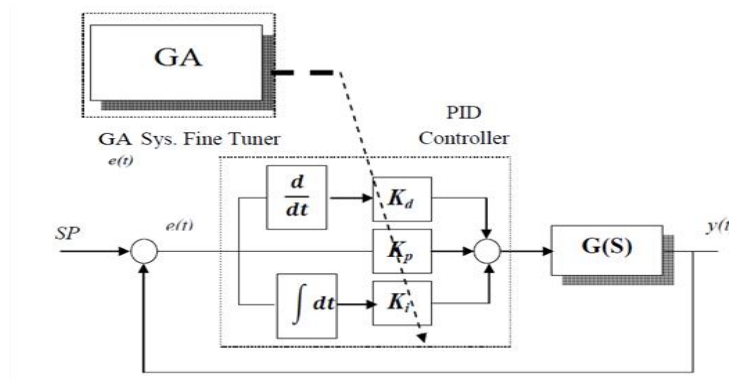 GA
PID
Controller
GA Sys. Fine Tuner
e(t)
d
dt
K_d
SP
e(t)
K_p
G(S)
y(t
∫ dt
K_i